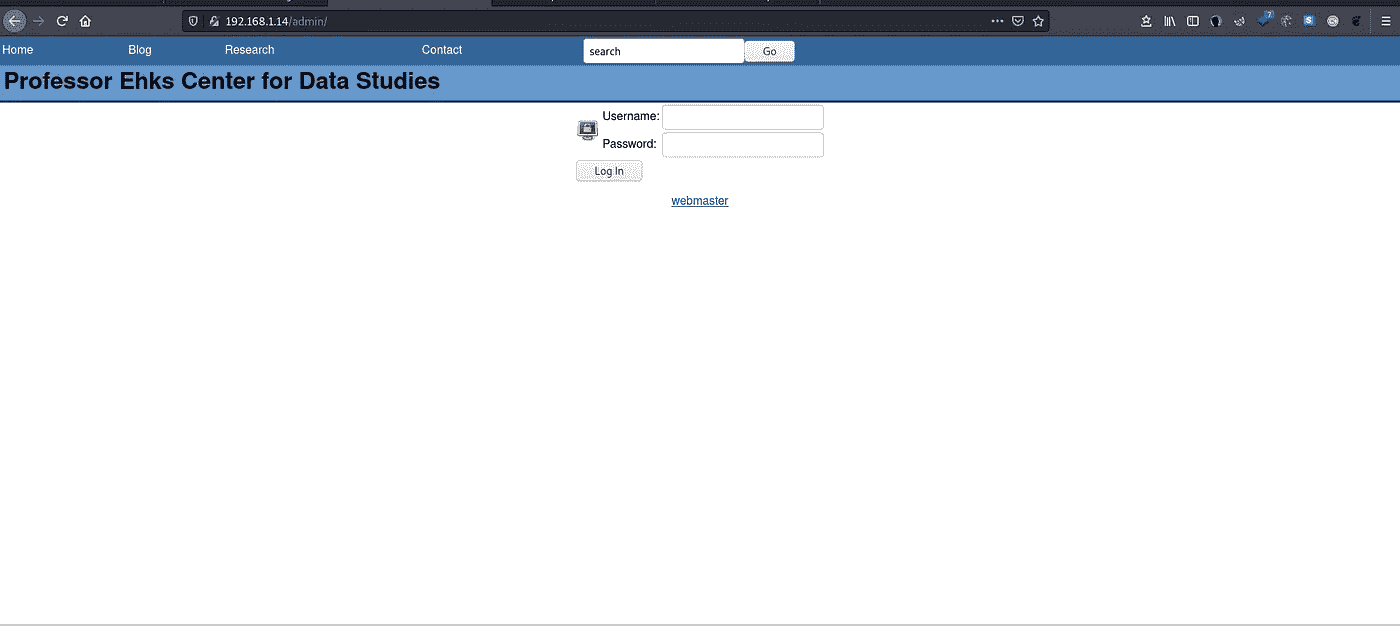 192.168.1.14/admin/
Home Blog Research Contact search Go
Professor Ehks Center for Data Studies
Username:
Password:
Log In
webmaster